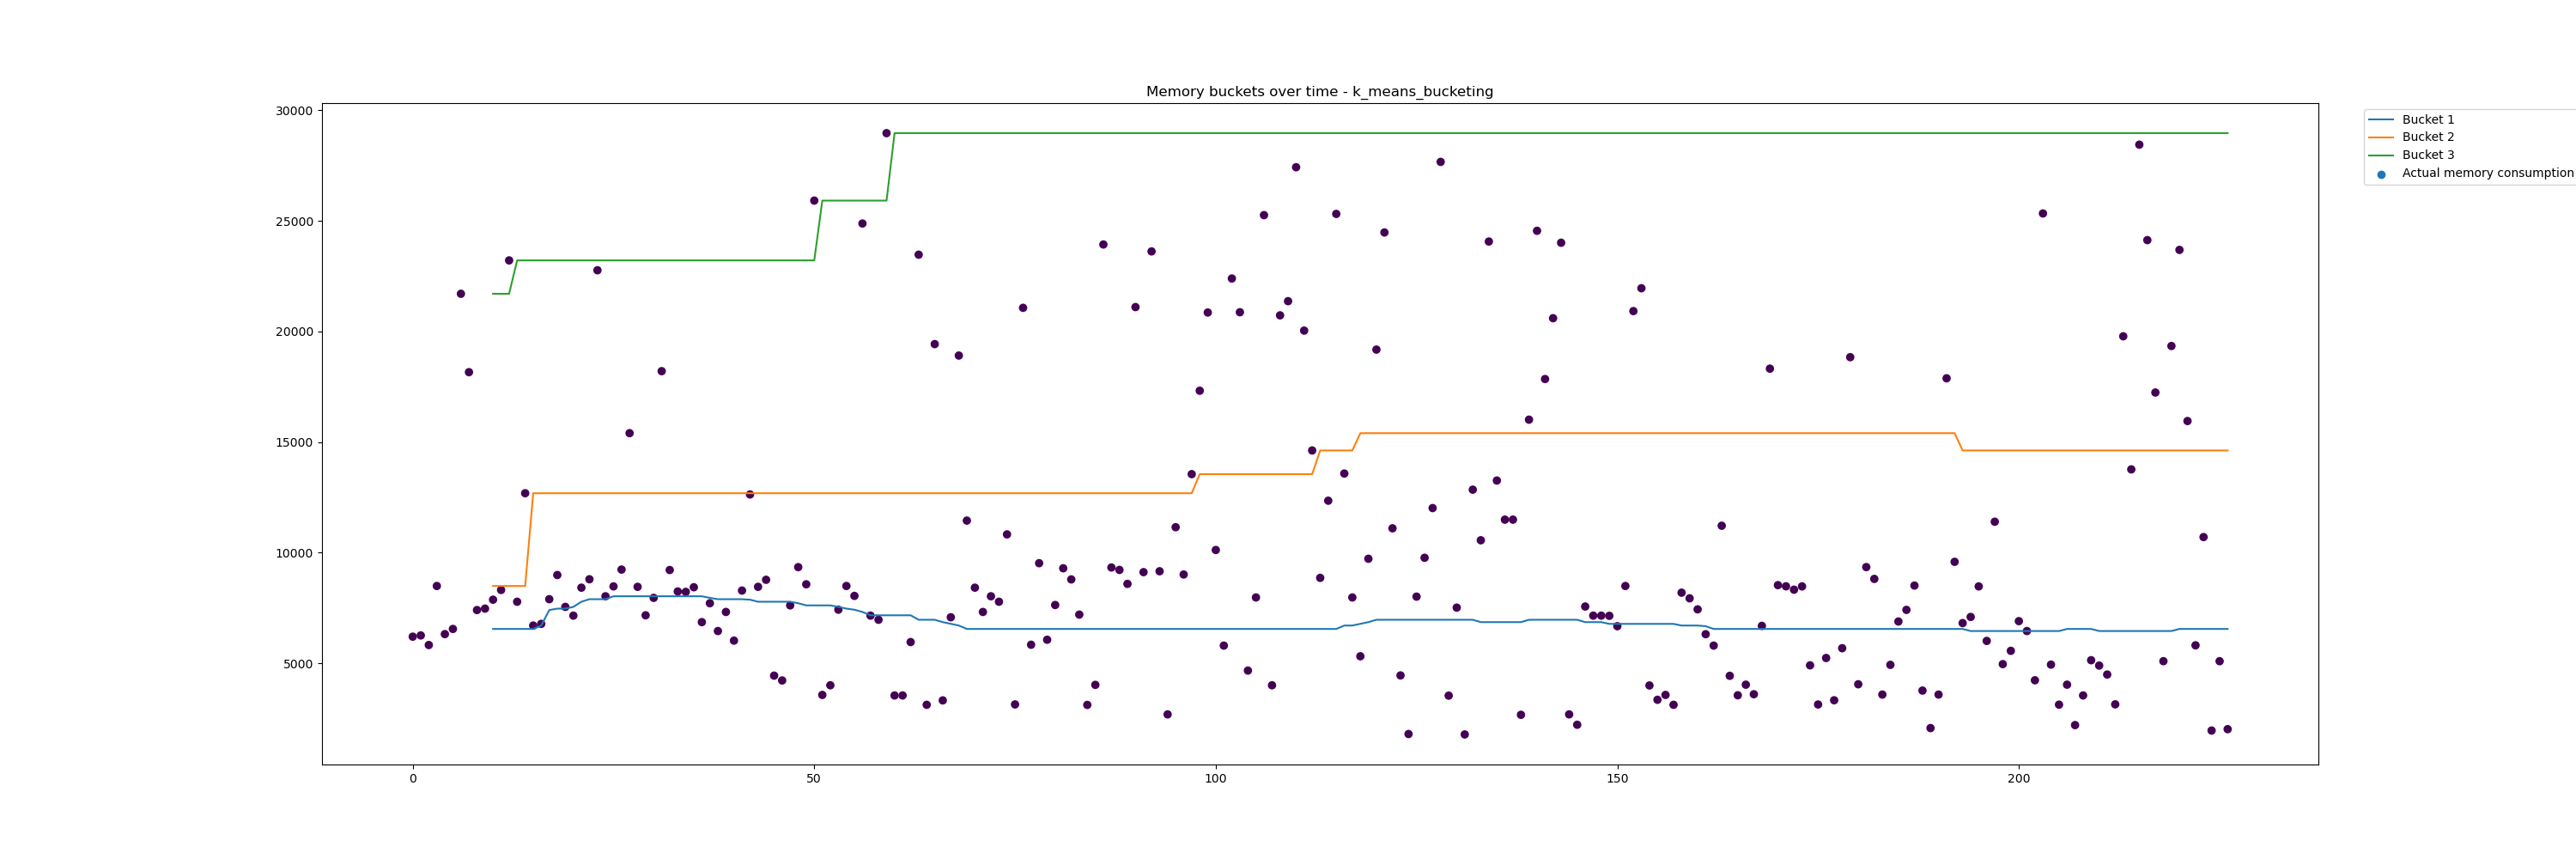 Memory buckets over time - k_means_bucketing
30000
25000
20000
15000
10000
5000
0
50
100
150
200
Bucket 1
Bucket 2
Bucket 3
Actual memory consumption